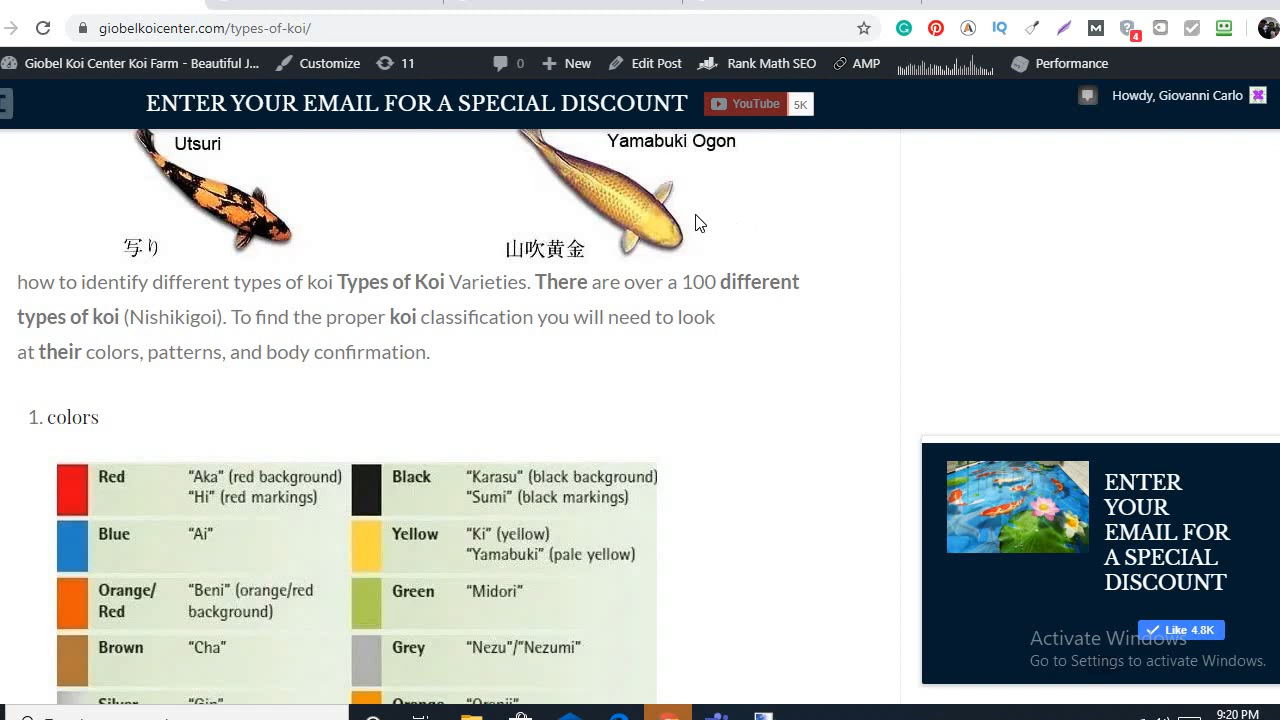 giobelkoicenter.com/types-of-koi/
4
Giobel Koi Center Koi Farm - Beautiful J... Customize 11 0 New Edit Post Rank Math SEO AMP Performance
ENTER YOUR EMAIL FOR A SPECIAL DISCOUNT YouTube 5K Howdy, Giovanni Carlo
Utsuri Yamabuki Ogon
写り 山吹黄金
how to identify different types of koi Types of Koi Varieties. There are over a 100 different
types of koi (Nishikigoi). To find the proper koi classification you will need to look
at their colors, patterns, and body confirmation.
1. colors
Red "Aka" (red background) Black "Karasu" (black background)
"Hi" (red markings) "Sumi" (black markings)
Blue "Ai" Yellow "Ki" (yellow)
"Yamabuki" (pale yellow)
Orange/ "Beni" (orange/red Green "Midori"
Red background)
Brown "Cha" Grey "Nezu"/"Nezumi"
ENTER
YOUR
EMAIL FOR
A SPECIAL
DISCOUNT
Like 4.8K
Activate Windows
Go to Settings to activate Windows.
9:20 PM